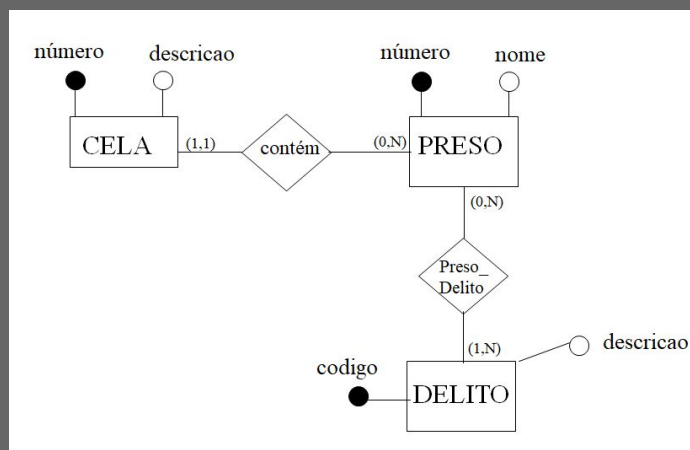 número
descricao
número
nome
CELA
(1,1)
contém
(0,N)
PRESO
(0,N)
Preso_
Delito
(1,N)
descricao
codigo
DELITO